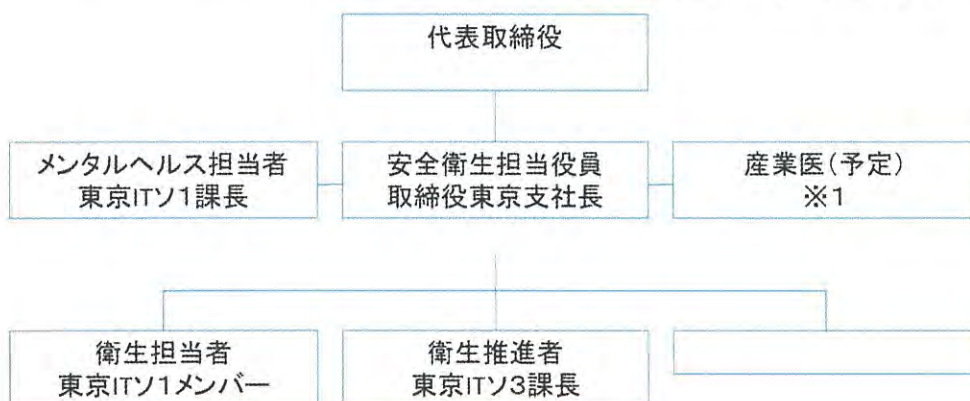 代表取締役
メンタルヘルス担当者
東京ITソ1課長
安全衛生担当役員
取締役東京支社長
産業医(予定)
※1
衛生担当者
東京ITソ1メンバー
衛生推進者
東京ITソ3課長